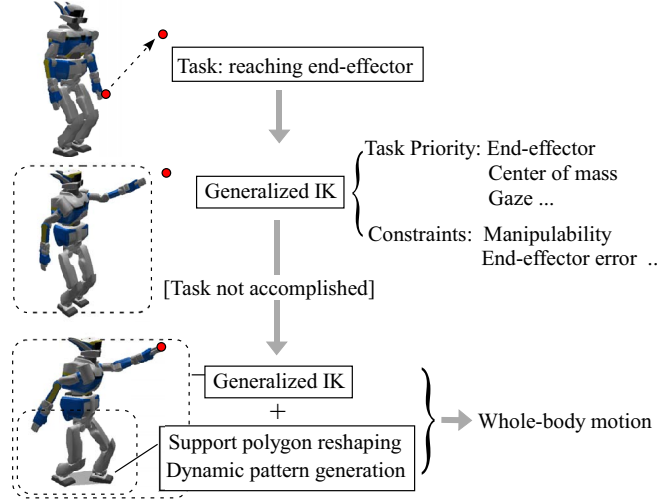 Task: reaching end-effector
Task Priority: End-effector
Center of mass
Gaze ...
Generalized IK
Constraints: Manipulability
End-effector error ..
[Task not accomplished]
Generalized IK
+
Support polygon reshaping
Dynamic pattern generation
Whole-body motion